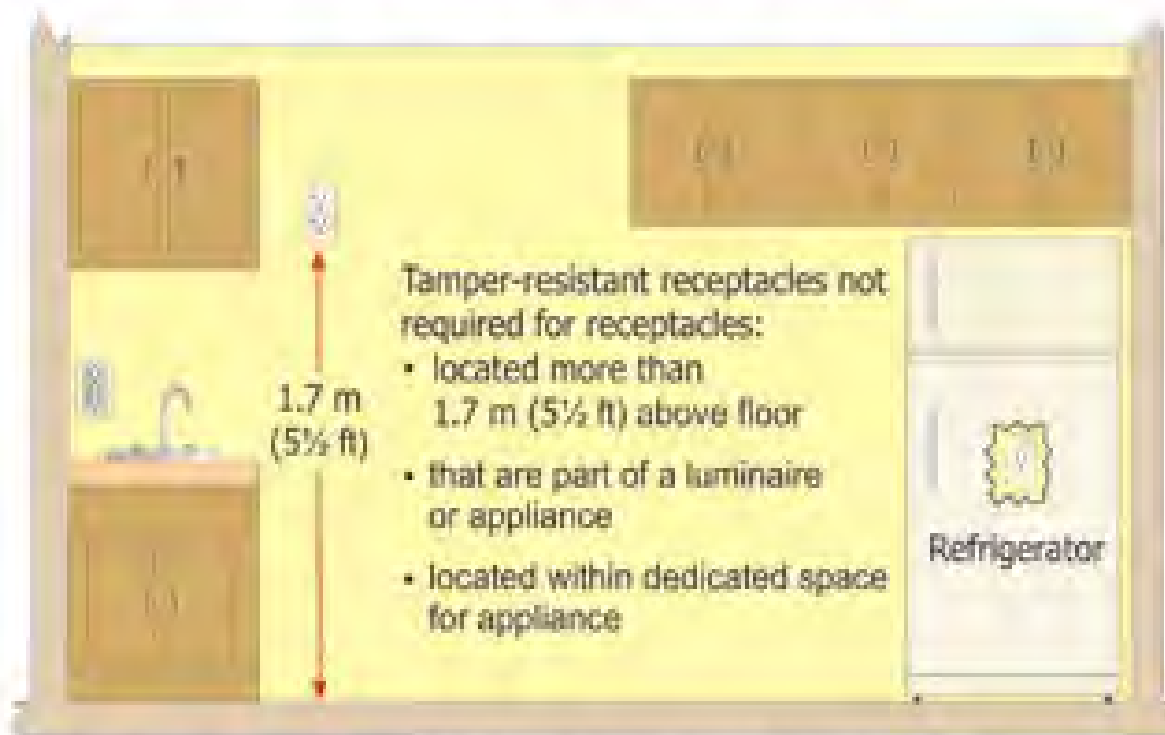 Tamper-resistant receptacles not
required for receptacles:
• located more than
1.7 m (5½ ft) above floor
• that are part of a luminaire
or appliance
• located within dedicated space
for appliance
1.7 m
(5½ ft)
Refrigerator